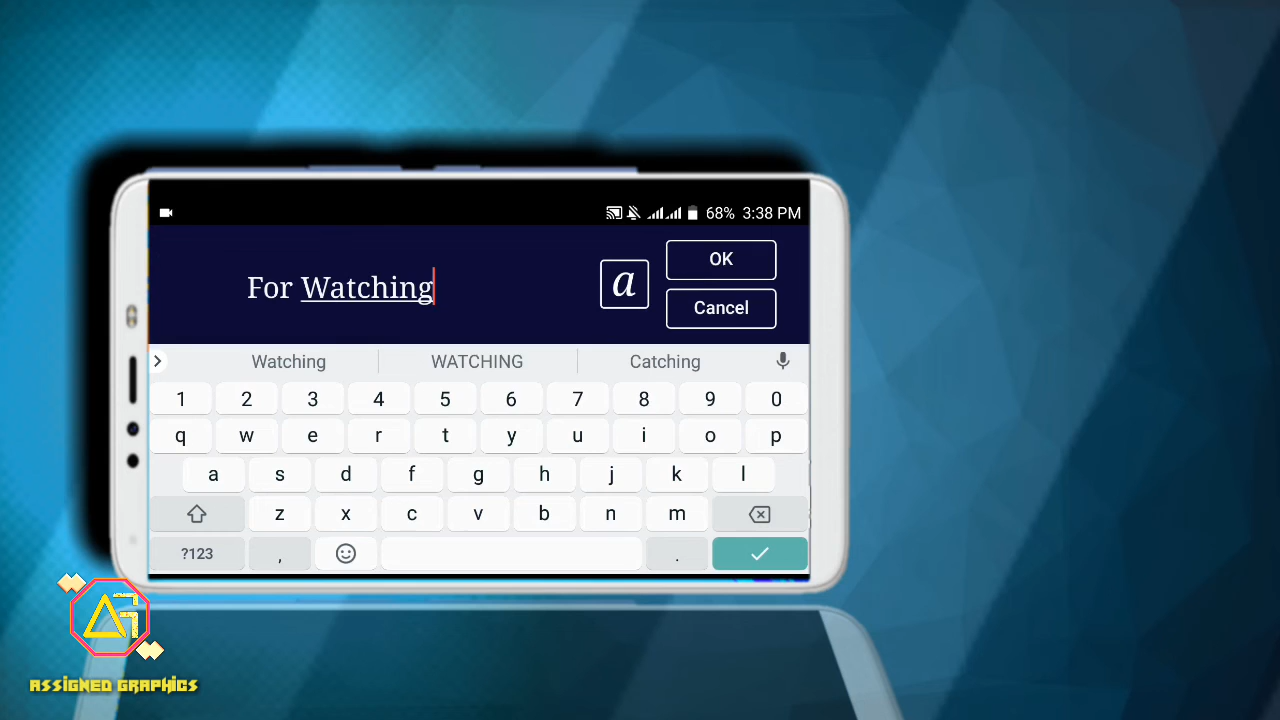 68% 3:38 PM
For Watching
a
OK
Cancel
Watching WATCHING Catching
1 2 3 4 5 6 7 8 9 0
q w e r t y u i o p
a s d f g h j k l
z x c v b n m
?123 , .
AG
ASSIGNED GRAPHICS